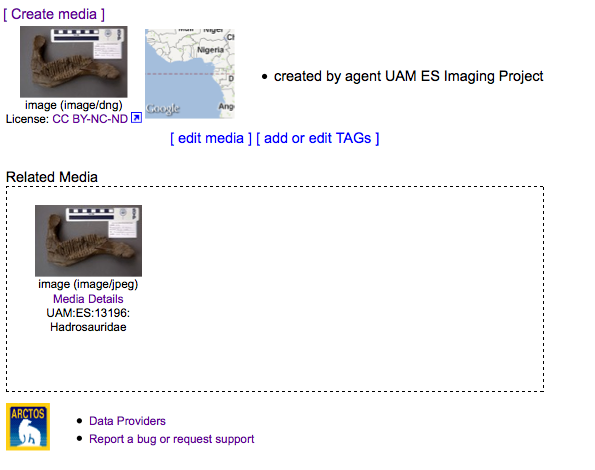 [ Create media ]
image (image/dng)
License: CC BY-NC-ND
Nigeria
Google
Ang
• created by agent UAM ES Imaging Project
[ edit media ] [ add or edit TAGs ]
Related Media
image (image/jpeg)
Media Details
UAM:ES:13196:
Hadrosauridae
ARCTOS
• Data Providers
• Report a bug or request support